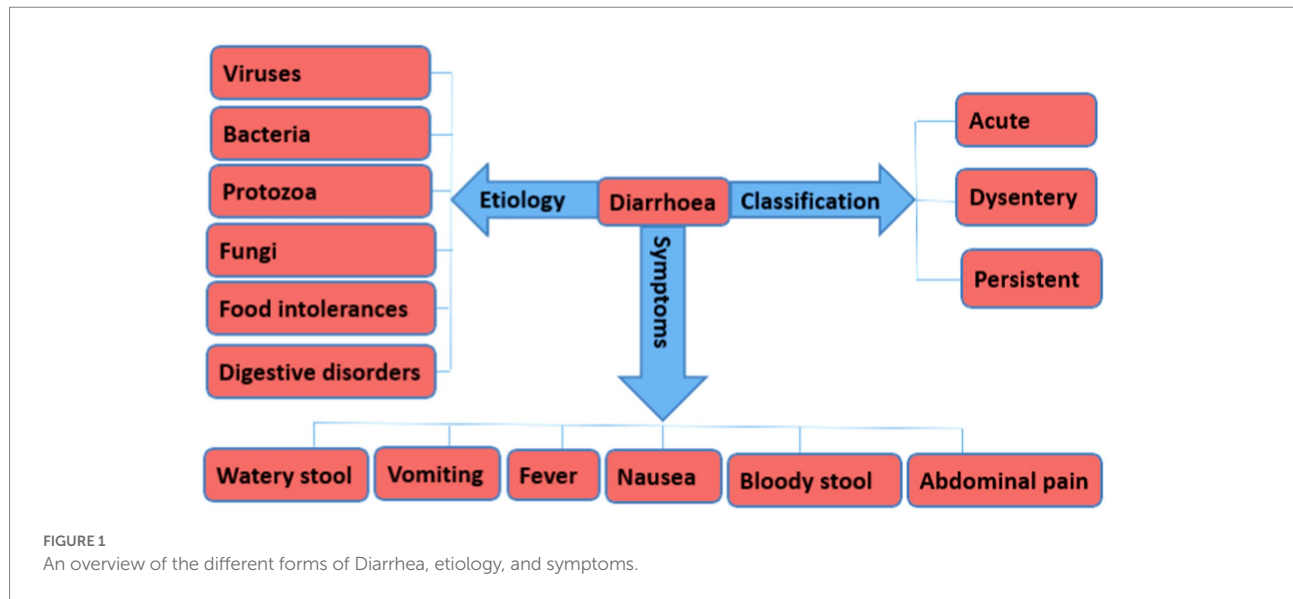 Viruses
Bacteria
Protozoa
Fungi
Food intolerances
Digestive disorders
Etiology
Diarrhoea
Classification
Acute
Dysentery
Persistent
Symptoms
Watery stool
Vomiting
Fever
Nausea
Bloody stool
Abdominal pain
FIGURE 1
An overview of the different forms of Diarrhea, etiology, and symptoms.